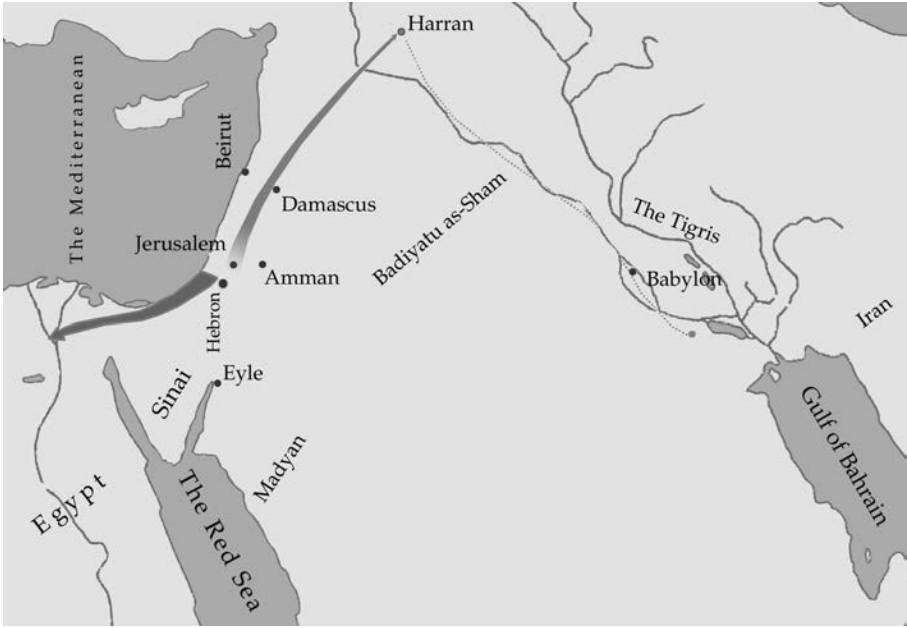 Harran
The Mediterranean
Beirut
Damascus
Badiyatu as-Sham
The Tigris
Jerusalem
Amman
Babylon
Hebron
Iran
Eyle
Sinai
Gulf of Bahrain
Madyan
Egypt
The Red Sea